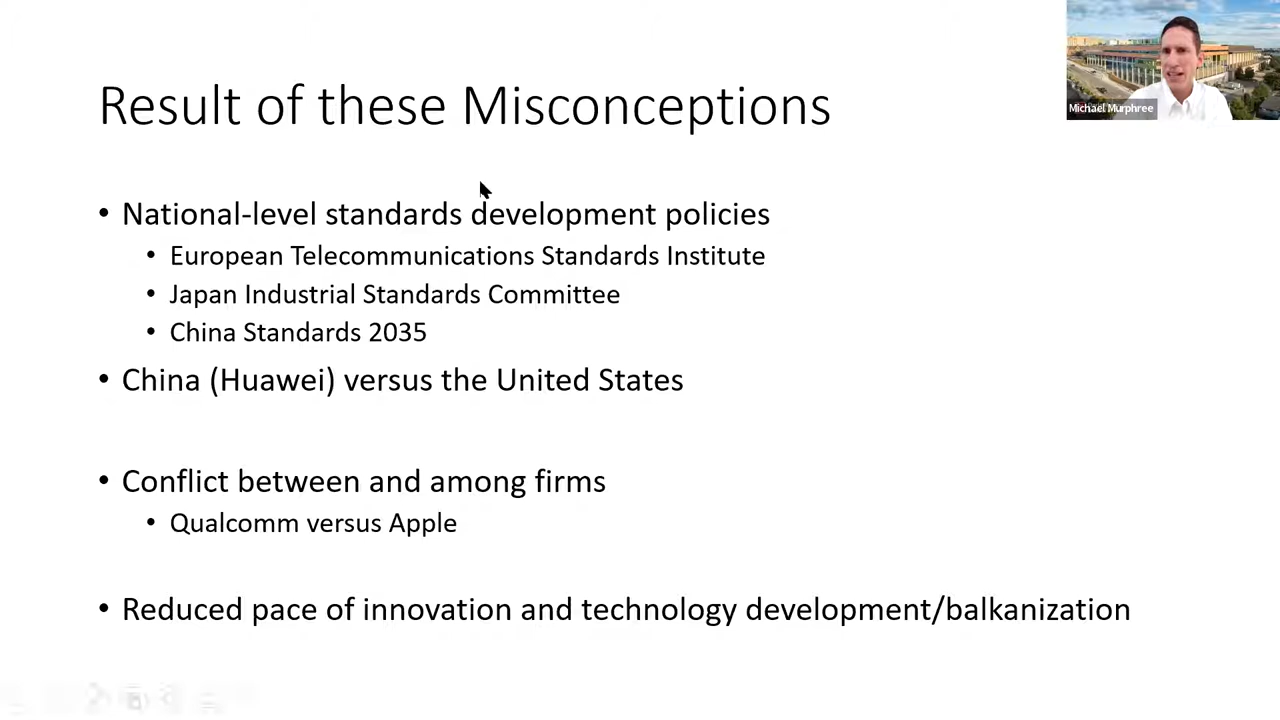 Result of these Misconceptions
Michael Murphree
• National-level standards development policies
• European Telecommunications Standards Institute
• Japan Industrial Standards Committee
• China Standards 2035
• China (Huawei) versus the United States
• Conflict between and among firms
• Qualcomm versus Apple
• Reduced pace of innovation and technology development/balkanization